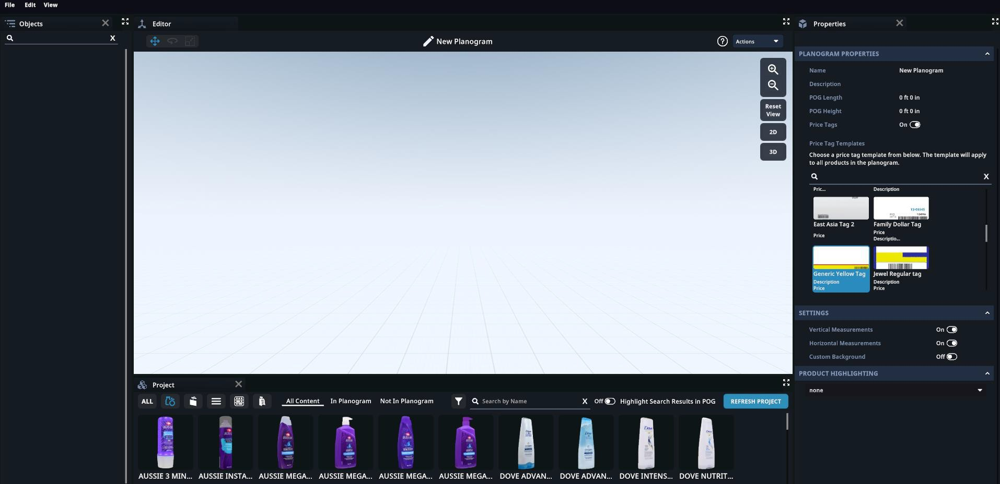 File Edit View
Objects
Editor
Properties
X
New Planogram
Actions
Reset
View
2D
3D
PLANOGRAM PROPERTIES
Name New Planogram
Description
POG Length 0 ft 0 in
POG Height 0 ft 0 in
Price Tags On
Price Tag Templates
Choose a price tag template from below. The template will apply
to all products in the planogram.
X
Pric... Description
12-05545
East Asia Tag 2 Family Dollar Tag
Price Price
Descriptio...
Generic Yellow Tag Jewel Regular tag
Description Description
Price Price
SETTINGS
Vertical Measurements On
Horizontal Measurements On
Custom Background Off
PRODUCT HIGHLIGHTING
none
Project
ALL All Content In Planogram Not In Planogram Search by Name X Off Highlight Search Results in POG REFRESH PROJECT
AUSSIE 3 MIN... AUSSIE INSTA... AUSSIE MEGA... AUSSIE MEGA... AUSSIE MEGA... AUSSIE MEGA... DOVE ADVAN... DOVE ADVAN... DOVE INTENS... DOVE NUTRIT...